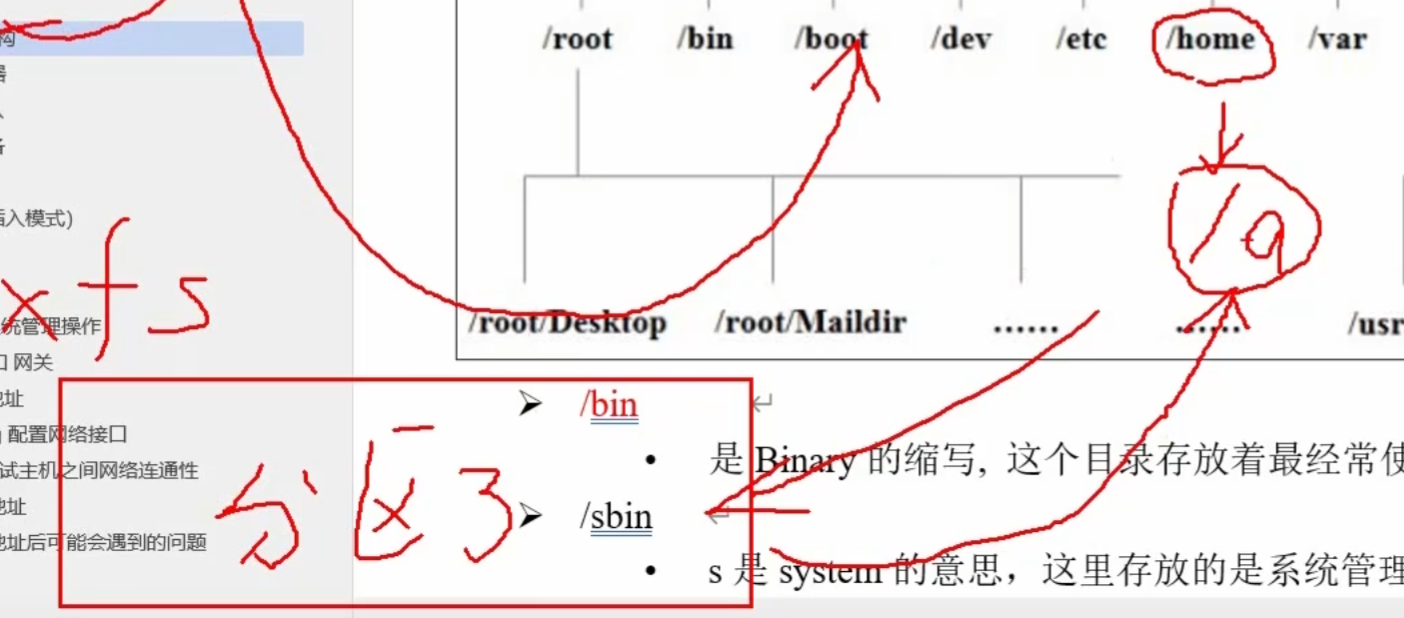 构
/root /bin /boot /dev /etc /home /var
器
备
插入模式)
/a
xfs
/root/Desktop /root/Maildir …… …… /usr
统管理操作
口 网关
地址
➢ /bin
配置网络接口
• 是 Binary 的缩写, 这个目录存放着最经常使
试主机之间网络连通性
分区3
地址
➢ /sbin
地址后可能会遇到的问题
• s 是 system 的意思，这里存放的是系统管理